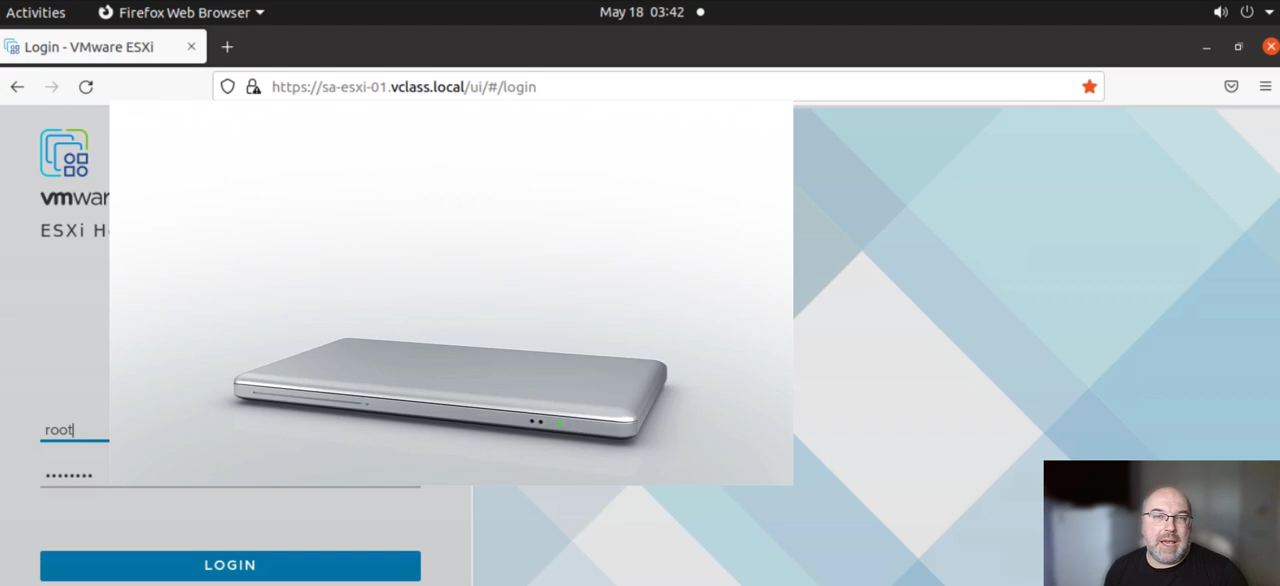 Activities
Firefox Web Browser
May 18 03:42
Login - VMware ESXi
https://sa-esxi-01.vclass.local/ui/#/login
vmwar
ESXi H
root
LOGIN